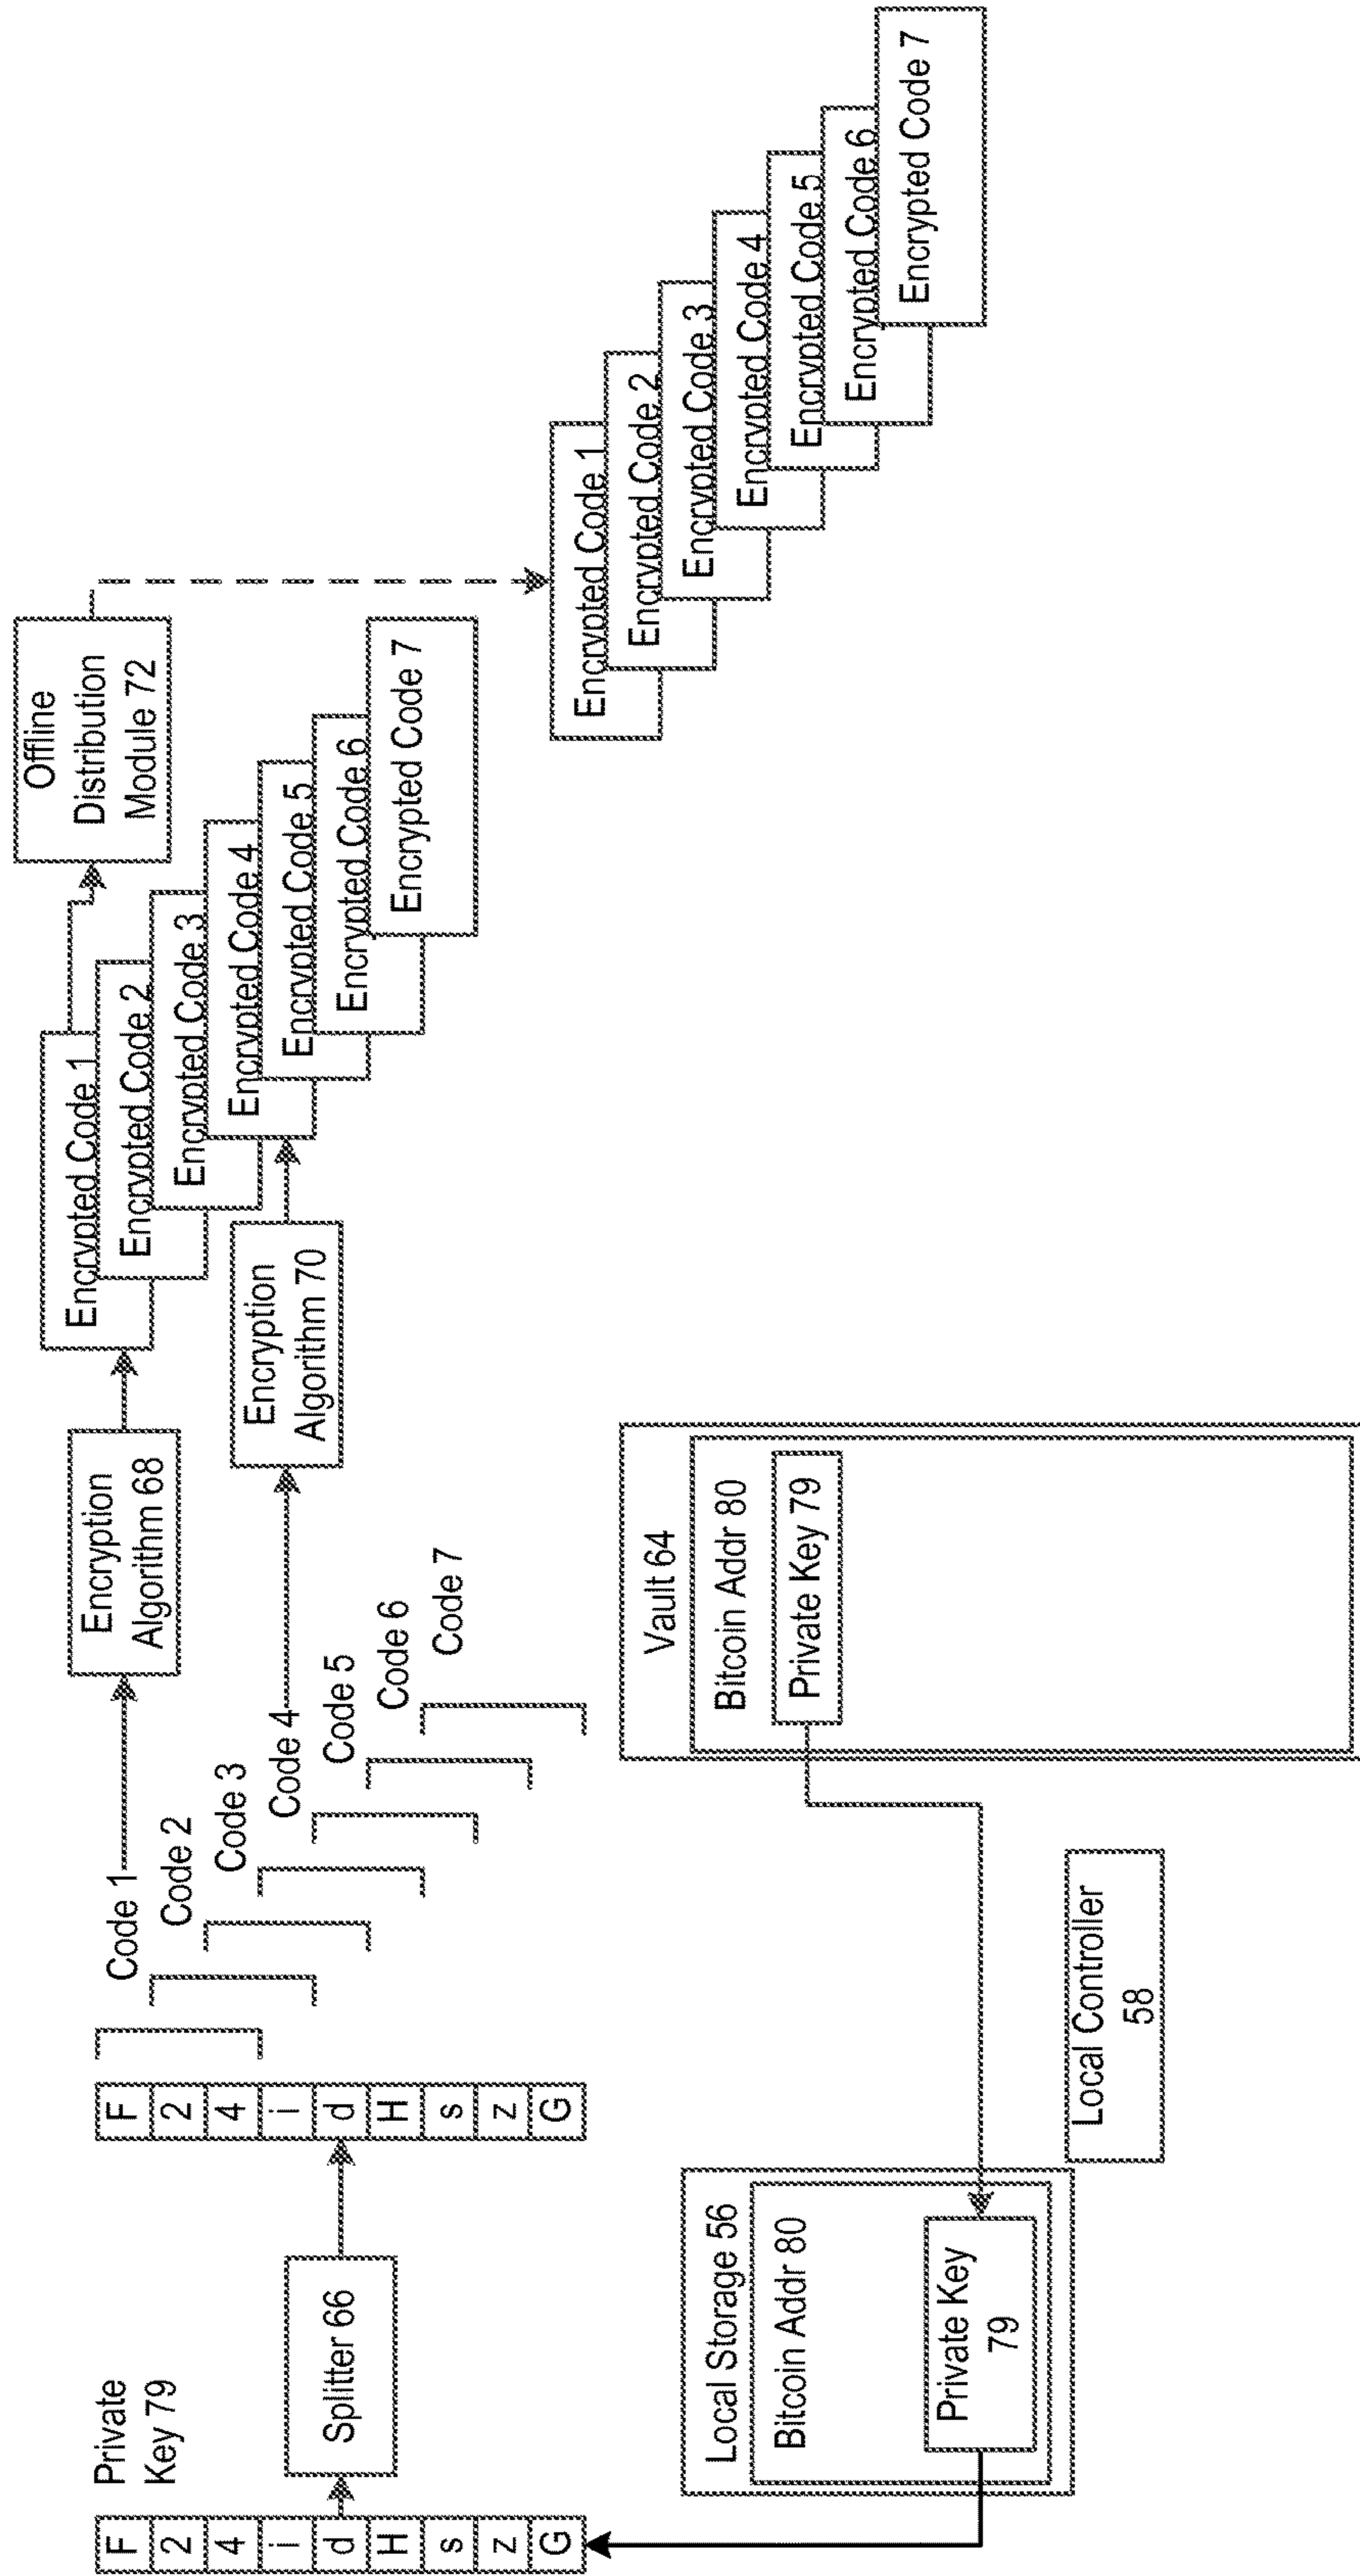 Private
Key 79
F
2
4
i
d
H
s
z
G
Splitter 66
F
2
4
i
d
H
s
z
G
Code 1
Code 2
Code 3
Code 4
Code 5
Code 6
Code 7
Encryption
Algorithm 68
Encryption
Algorithm 70
Encrypted Code 1
Encrypted Code 2
Encrypted Code 3
Encrypted Code 4
Encrypted Code 5
Encrypted Code 6
Encrypted Code 7
Offline
Distribution
Module 72
Encrypted Code 1
Encrypted Code 2
Encrypted Code 3
Encrypted Code 4
Encrypted Code 5
Encrypted Code 6
Encrypted Code 7
Local Storage 56
Bitcoin Addr 80
Private Key
79
Local Controller
58
Vault 64
Bitcoin Addr 80
Private Key 79